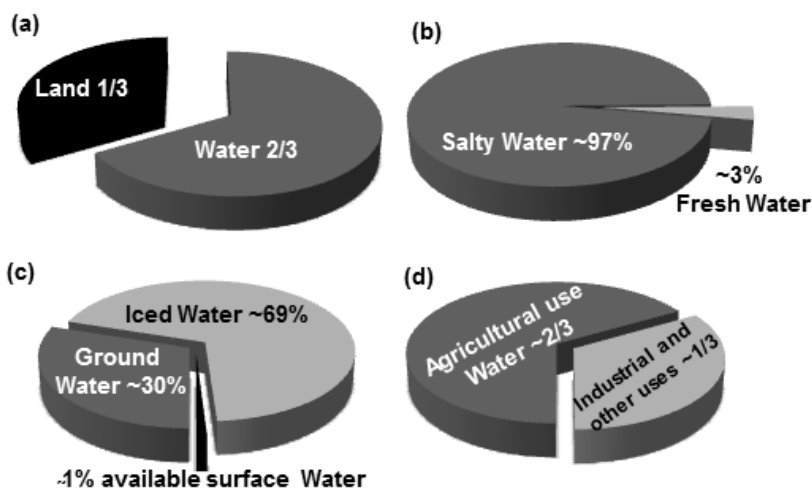 (a)
Land 1/3
Water 2/3
(b)
Salty Water ~97%
~3%
Fresh Water
(c)
Iced Water ~69%
Ground
Water ~30%
~1% available surface Water
(d)
Agricultural use
Water ~2/3
Industrial and
other uses ~1/3